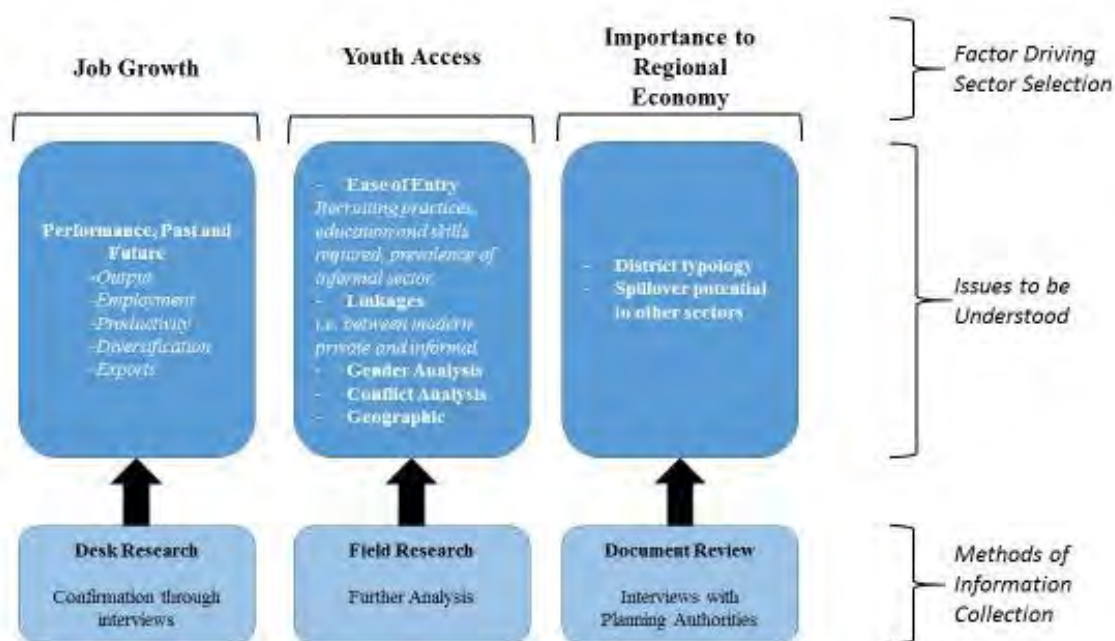 Job Growth
Youth Access
Importance to
Regional
Economy
Factor Driving
Sector Selection
Performance, Past and
Future
-Output
-Employment
-Productivity
-Diversification
-Exports
- Ease of Entry
Recruiting practices,
education and skills
required, prevalence of
informal sector
- Linkages
i.e. between modern
private and informal
- Gender Analysis
- Conflict Analysis
- Geographic
- District typology
- Spillover potential
to other sectors
Issues to be
Understood
Desk Research
Confirmation through
interviews
Field Research
Further Analysis
Document Review
Interviews with
Planning Authorities
Methods of
Information
Collection